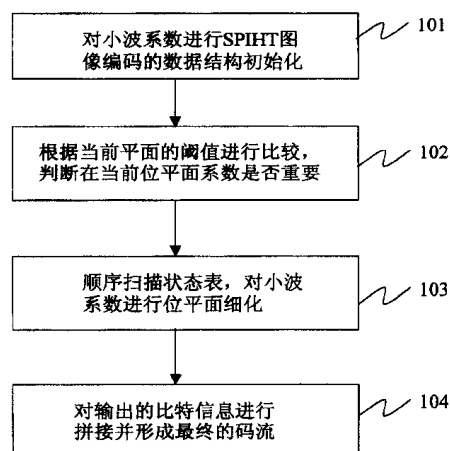 对小波系数进行SPIHT图
像编码的数据结构初始化
101
根据当前平面的阈值进行比较,
判断在当前位平面系数是否重要
102
顺序扫描状态表，对小波
系数进行位平面细化
103
对输出的比特信息进行
拼接并形成最终的码流
104